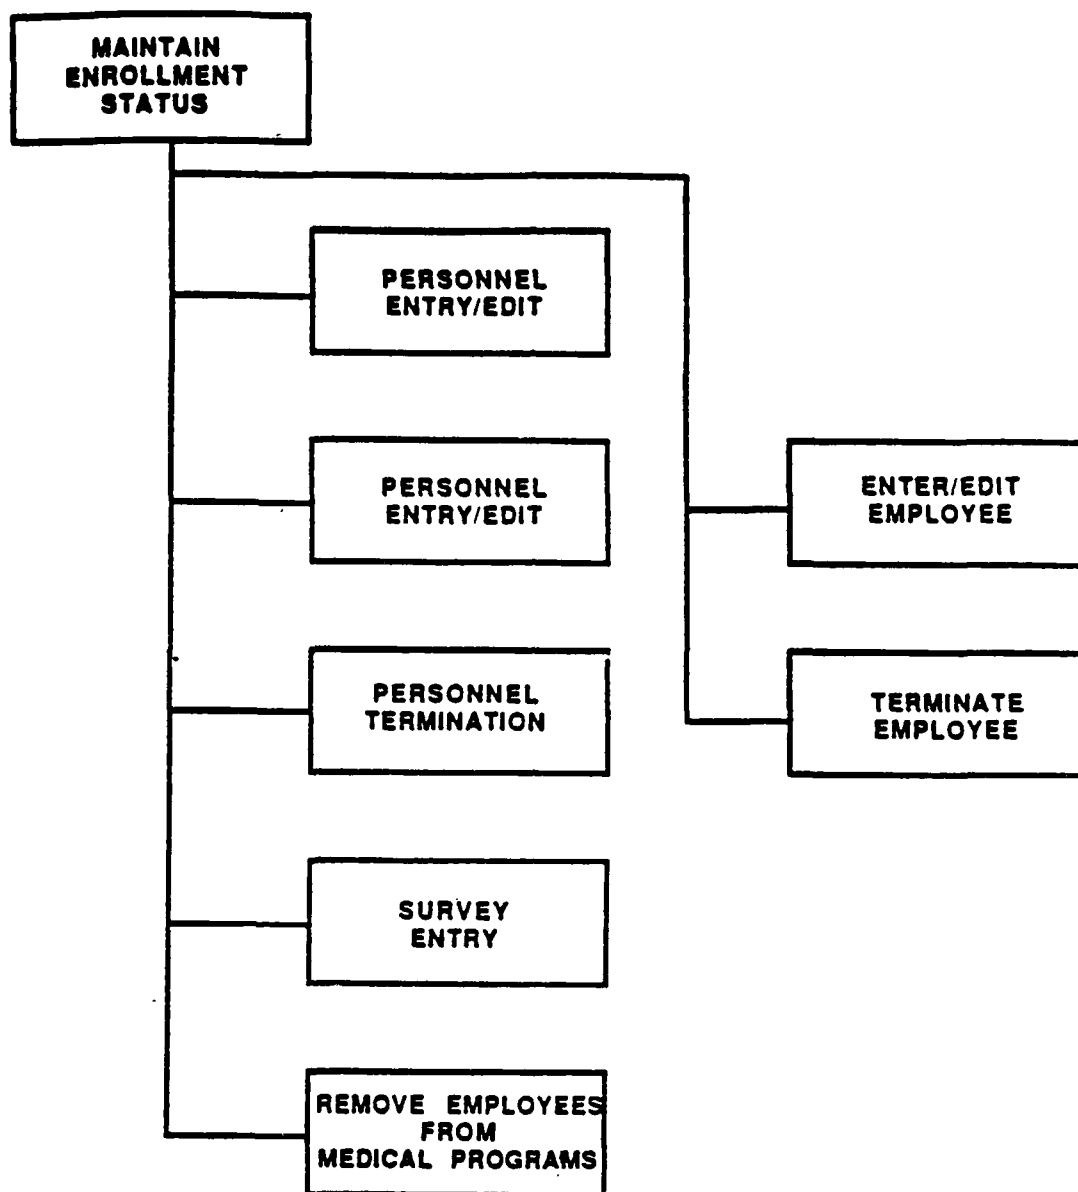 MAINTAIN
ENROLLMENT
STATUS
PERSONNEL
ENTRY/EDIT
PERSONNEL
ENTRY/EDIT
PERSONNEL
TERMINATION
SURVEY
ENTRY
REMOVE EMPLOYEES
FROM
MEDICAL PROGRAMS
ENTER/EDIT
EMPLOYEE
TERMINATE
EMPLOYEE